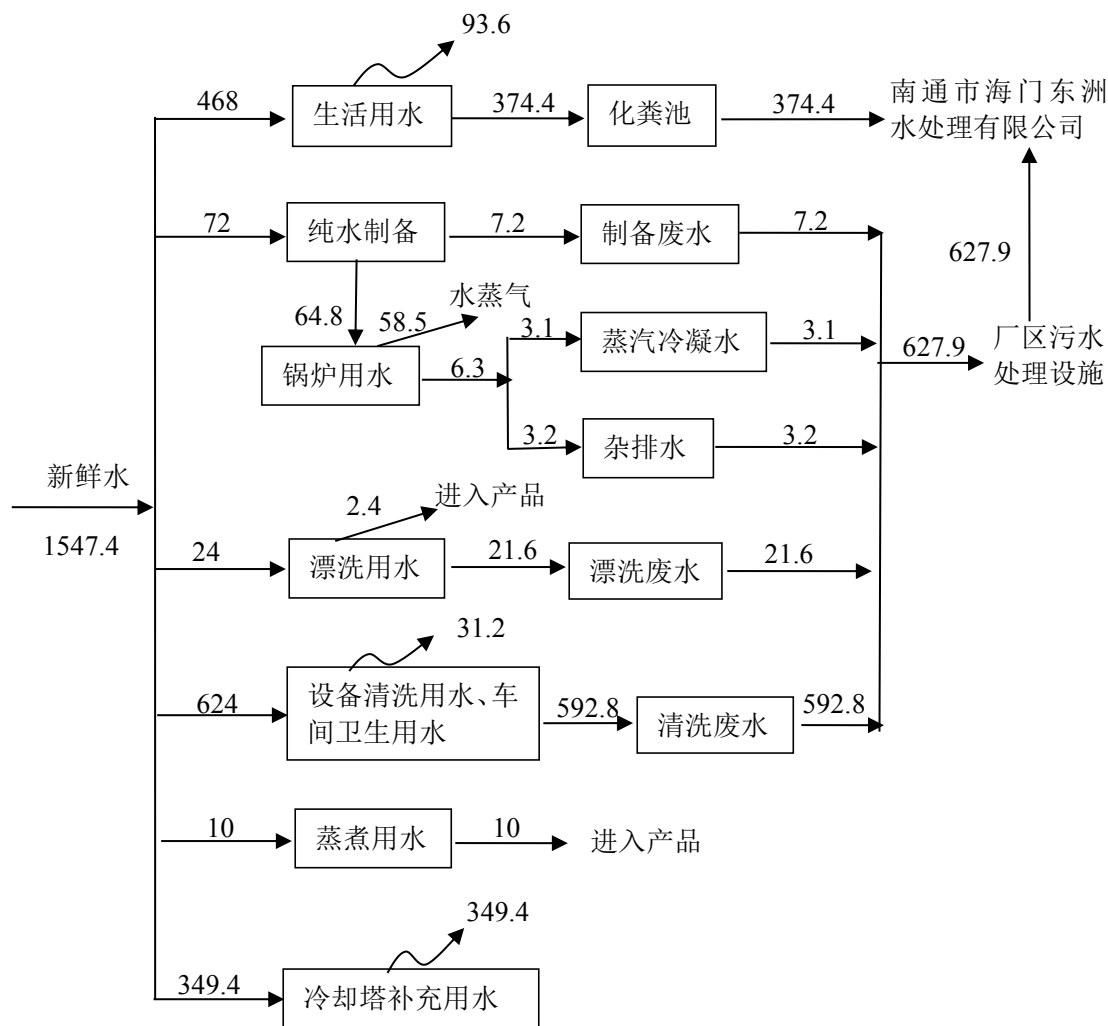 93.6
468
生活用水
374.4
化粪池
374.4
南通市海门东洲
水处理有限公司
72
纯水制备
7.2
制备废水
7.2
627.9
64.8
58.5
水蒸气
锅炉用水
6.3
3.1
蒸汽冷凝水
3.1
627.9
厂区污水
处理设施
3.2
杂排水
3.2
新鲜水
1547.4
24
2.4
进入产品
漂洗用水
21.6
漂洗废水
21.6
31.2
624
设备清洗用水、车
间卫生用水
592.8
清洗废水
592.8
10
蒸煮用水
10
进入产品
349.4
349.4
冷却塔补充用水